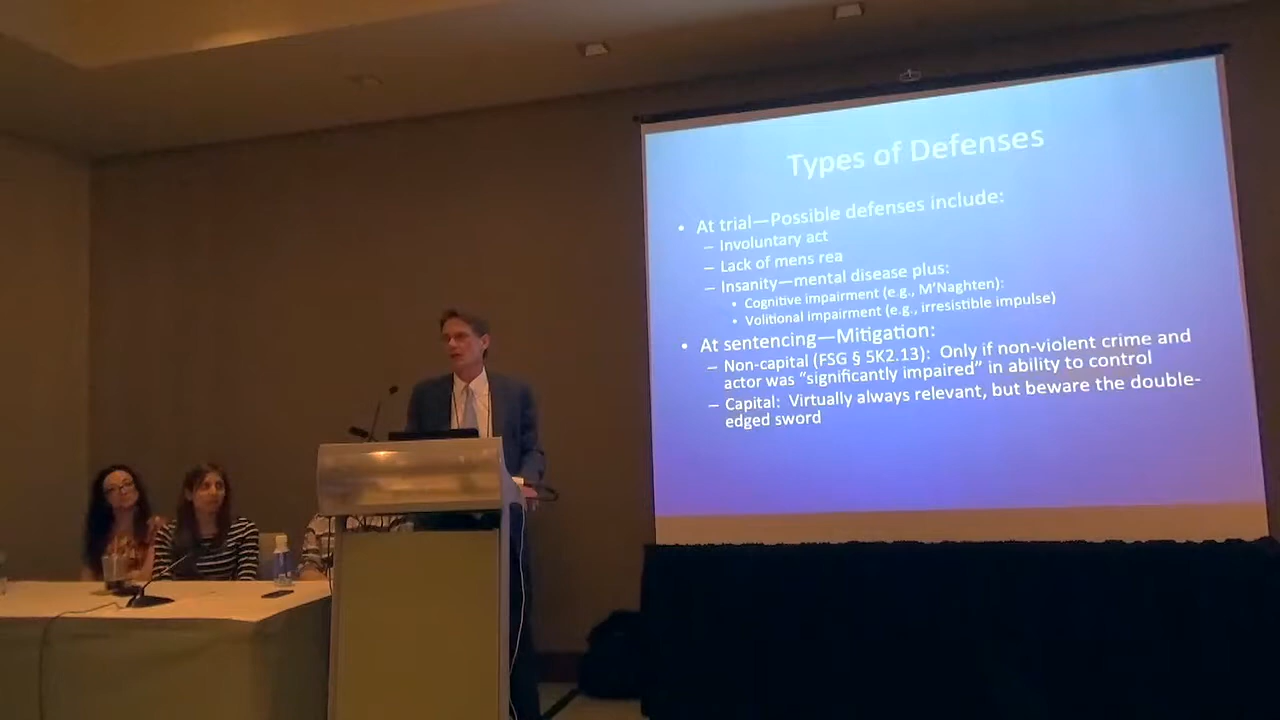 Types of Defenses
• At trial—Possible defenses include:
– Involuntary act
– Lack of mens rea
– Insanity—mental disease plus:
• Cognitive impairment (e.g., M'Naghten):
• Volitional impairment (e.g., irresistible impulse)
• At sentencing—Mitigation:
– Non-capital (FSG § 5K2.13): Only if non-violent crime and
actor was "significantly impaired" in ability to control
– Capital: Virtually always relevant, but beware the double-
edged sword